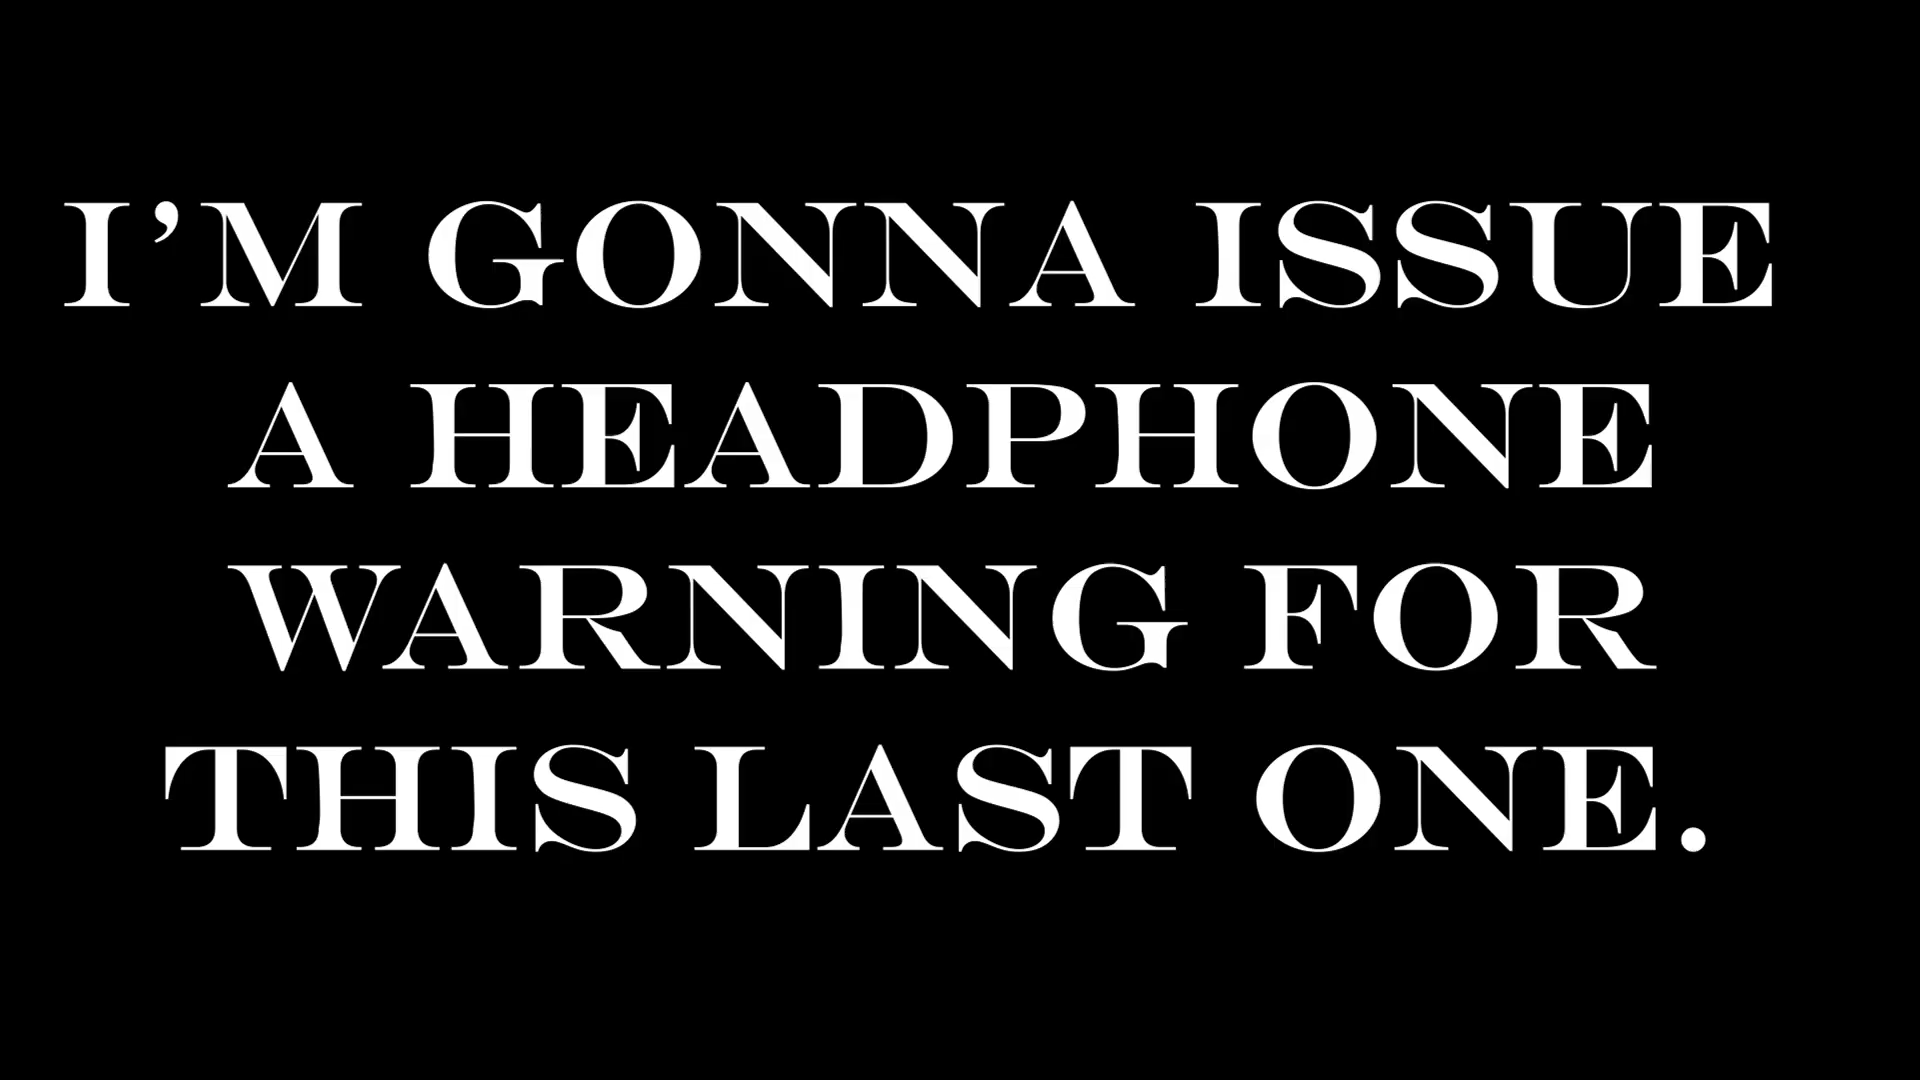 I’M GONNA ISSUE
A HEADPHONE
WARNING FOR
THIS LAST ONE.